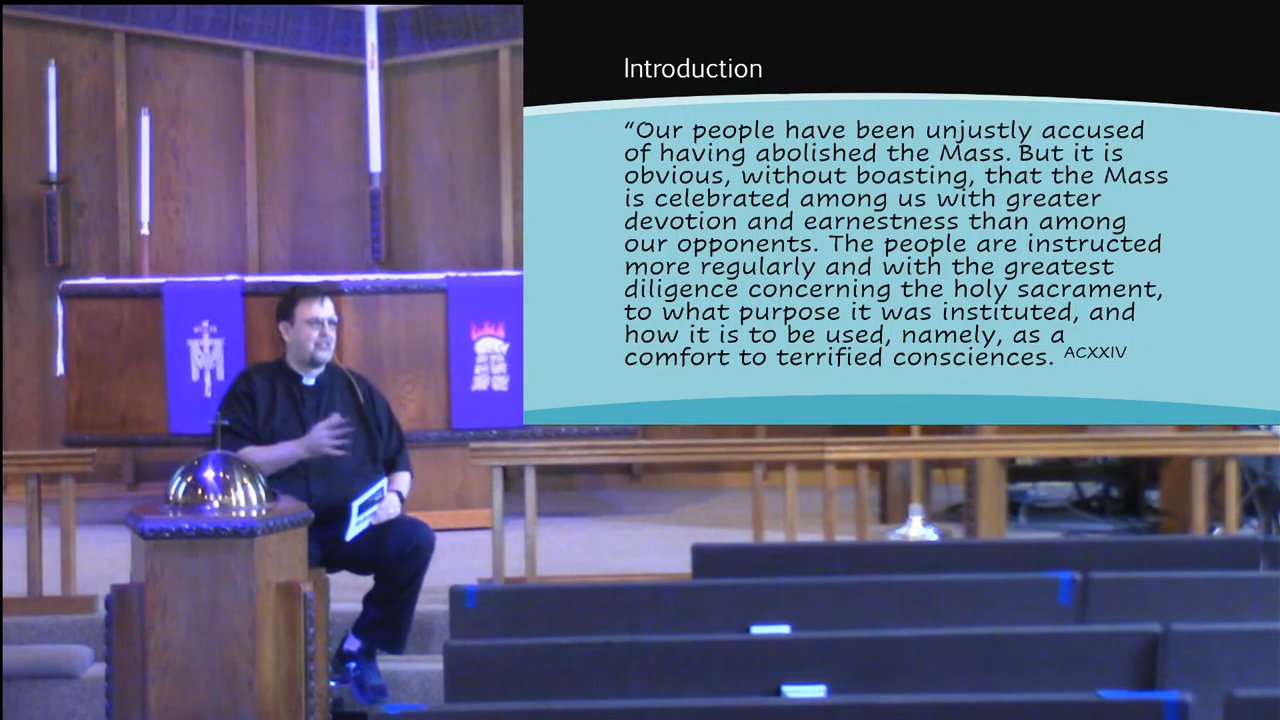 Introduction
“Our people have been unjustly accused
of having abolished the Mass. But it is
obvious, without boasting, that the Mass
is celebrated among us with greater
devotion and earnestness than among
our opponents. The people are instructed
more regularly and with the greatest
diligence concerning the holy sacrament,
to what purpose it was instituted, and
how it is to be used, namely, as a
comfort to terrified consciences. ACXXIV